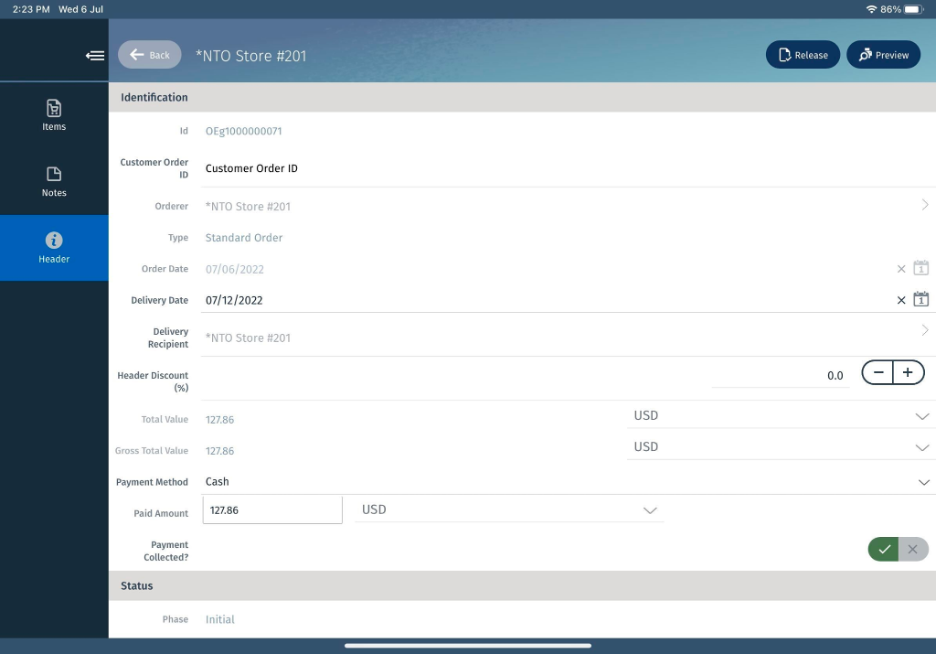 2:23 PM Wed 6 Jul 86%
Back *NTO Store #201 Release Preview
Identification
Items
Id OEg1000000071
Customer Order ID Customer Order ID
Notes
Orderer *NTO Store #201
Type Standard Order
Header
Order Date 07/06/2022 1
Delivery Date 07/12/2022 1
Delivery Recipient *NTO Store #201
Header Discount (%) 0.0 − +
Total Value 127.86 USD
Gross Total Value 127.86 USD
Payment Method Cash
Paid Amount 127.86 USD
Payment Collected?
Status
Phase Initial